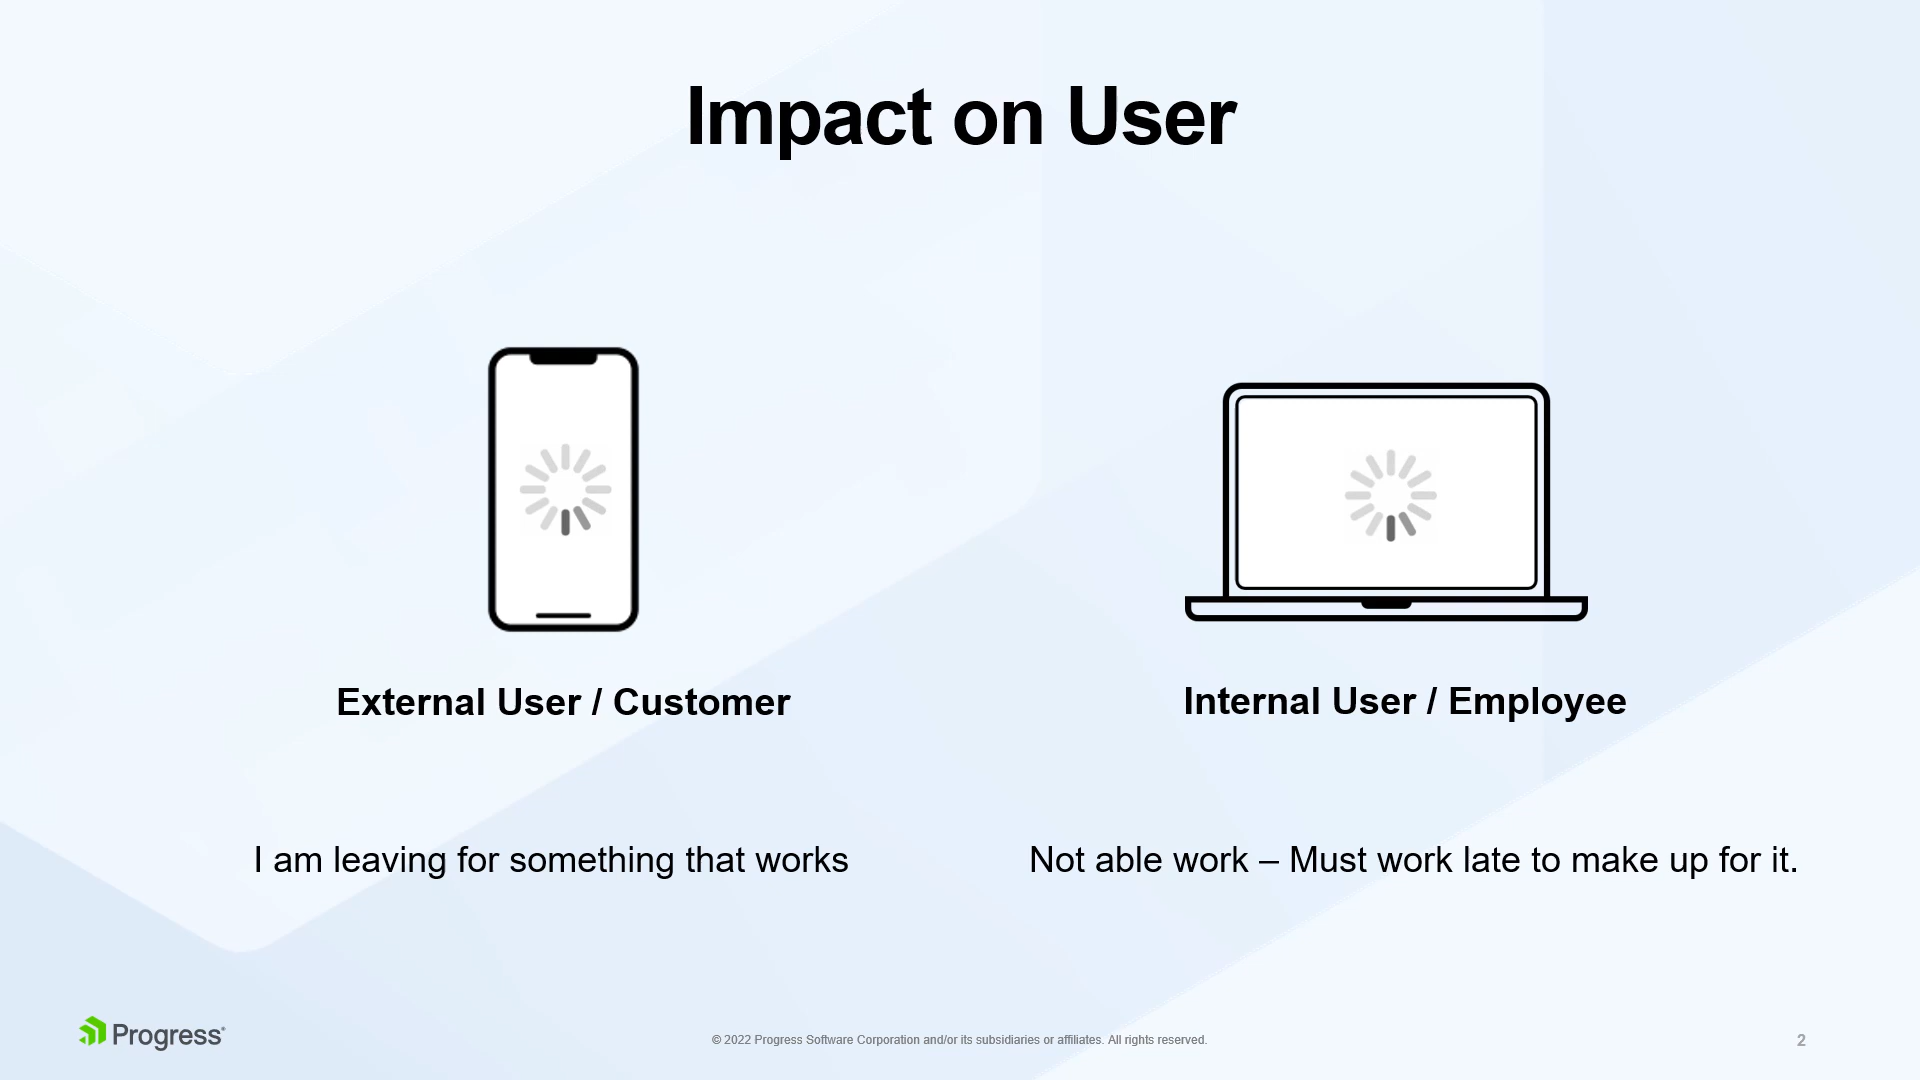 Impact on User
External User / Customer
Internal User / Employee
I am leaving for something that works
Not able work – Must work late to make up for it.
Progress®
© 2022 Progress Software Corporation and/or its subsidiaries or affiliates. All rights reserved.
2